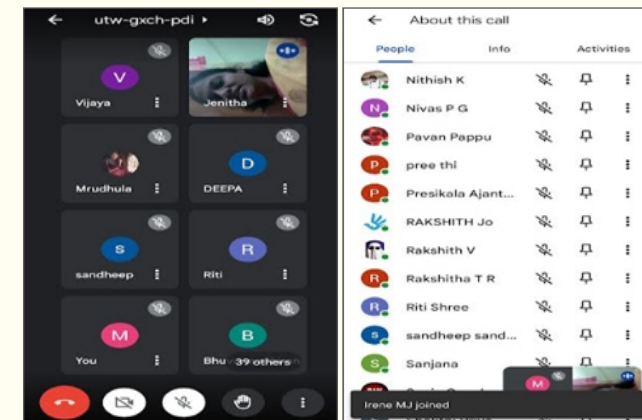 utw-gxch-pdi
V
Vijaya
Jenitha
Mrudhula
D
DEEPA
s
sandheep
R
Riti
M
You
B
Bhu 39 others
About this call
People Info Activities
Nithish K
N Nivas P G
Pavan Pappu
P pree thi
P Presikala Ajant...
RAKSHITH Jo
Rakshith V
R Rakshitha T R
R Riti Shree
s sandheep sand...
S Sanjana
M
Irene MJ joined